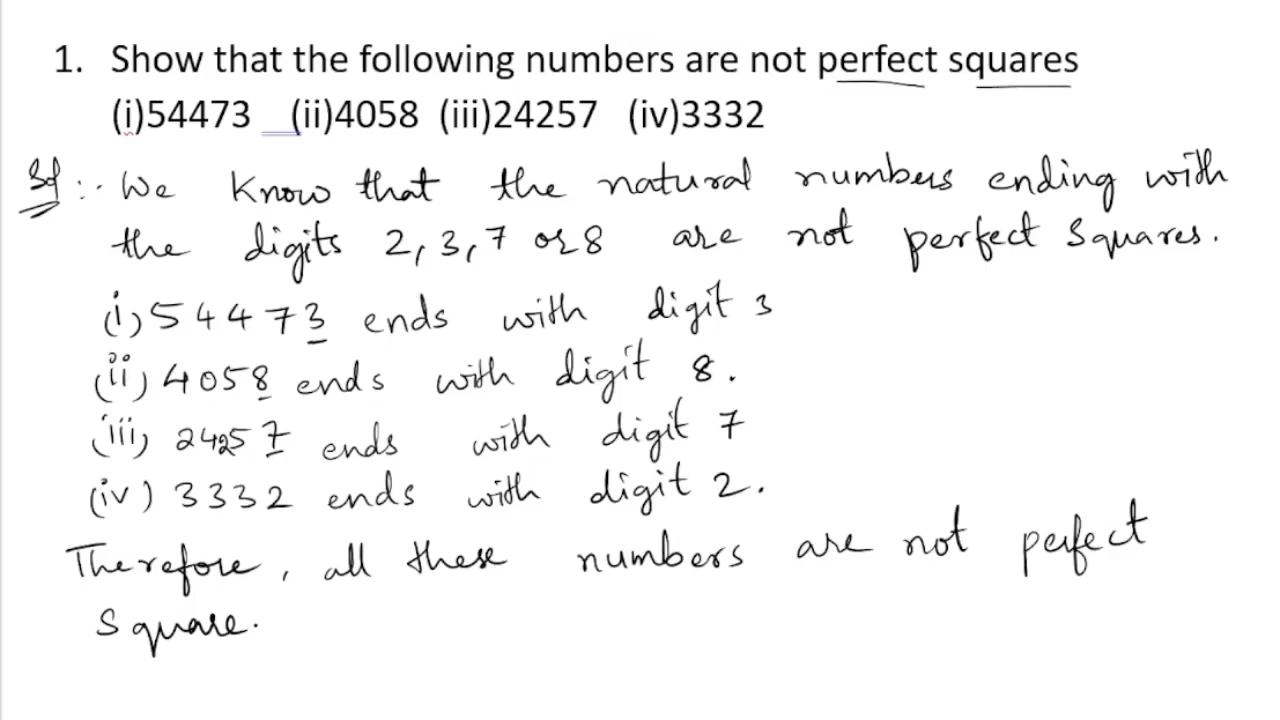 1. Show that the following numbers are not perfect squares
(i)54473 (ii)4058 (iii)24257 (iv)3332
Sol:- We know that the natural numbers ending with
the digits 2, 3, 7 or 8 are not perfect squares.
(i) 54473 ends with digit 3
(ii) 4058 ends with digit 8.
(iii) 24257 ends with digit 7
(iv) 3332 ends with digit 2.
Therefore, all these numbers are not perfect
square.